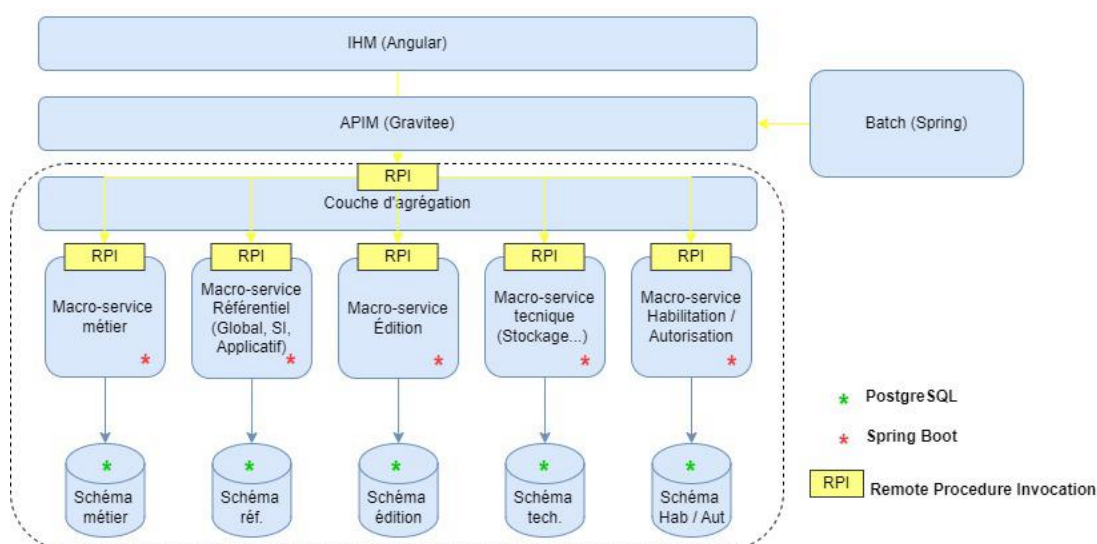 IHM (Angular)
APIM (Gravitee)
Batch (Spring)
RPI
Couche d'agrégation
RPI
RPI
RPI
RPI
RPI
Macro-service
métier
*
Macro-service
Référentiel
(Global, SI,
Applicatif)
*
Macro-service
Édition
*
Macro-service
technique
(Stockage...)
*
Macro-service
Habilitation /
Autorisation
*
*
Schéma
métier
*
Schéma
réf.
*
Schéma
édition
*
Schéma
tech.
*
Schéma
Hab / Aut
* PostgreSQL
* Spring Boot
RPI Remote Procedure Invocation